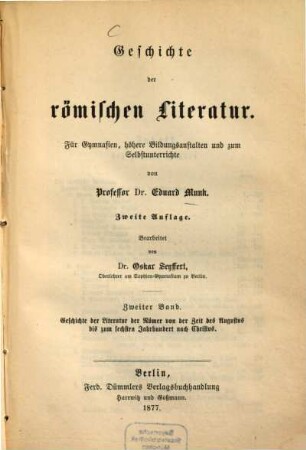 Geschichte
der
römischen Literatur.
Für Gymnasien, höhere Bildungsanstalten und zum
Selbstunterrichte
von
Professor Dr. Eduard Munk.
Zweite Auflage.
Bearbeitet
von
Dr. Oskar Seyffert,
Oberlehrer am Sophien-Gymnasium zu Berlin.
Zweiter Band.
Geschichte der Literatur der Römer von der Zeit des Augustus
bis zum sechsten Jahrhundert nach Christus.
Berlin,
Ferd. Dümmlers Verlagsbuchhandlung
Harrwitz und Goßmann.
1877.